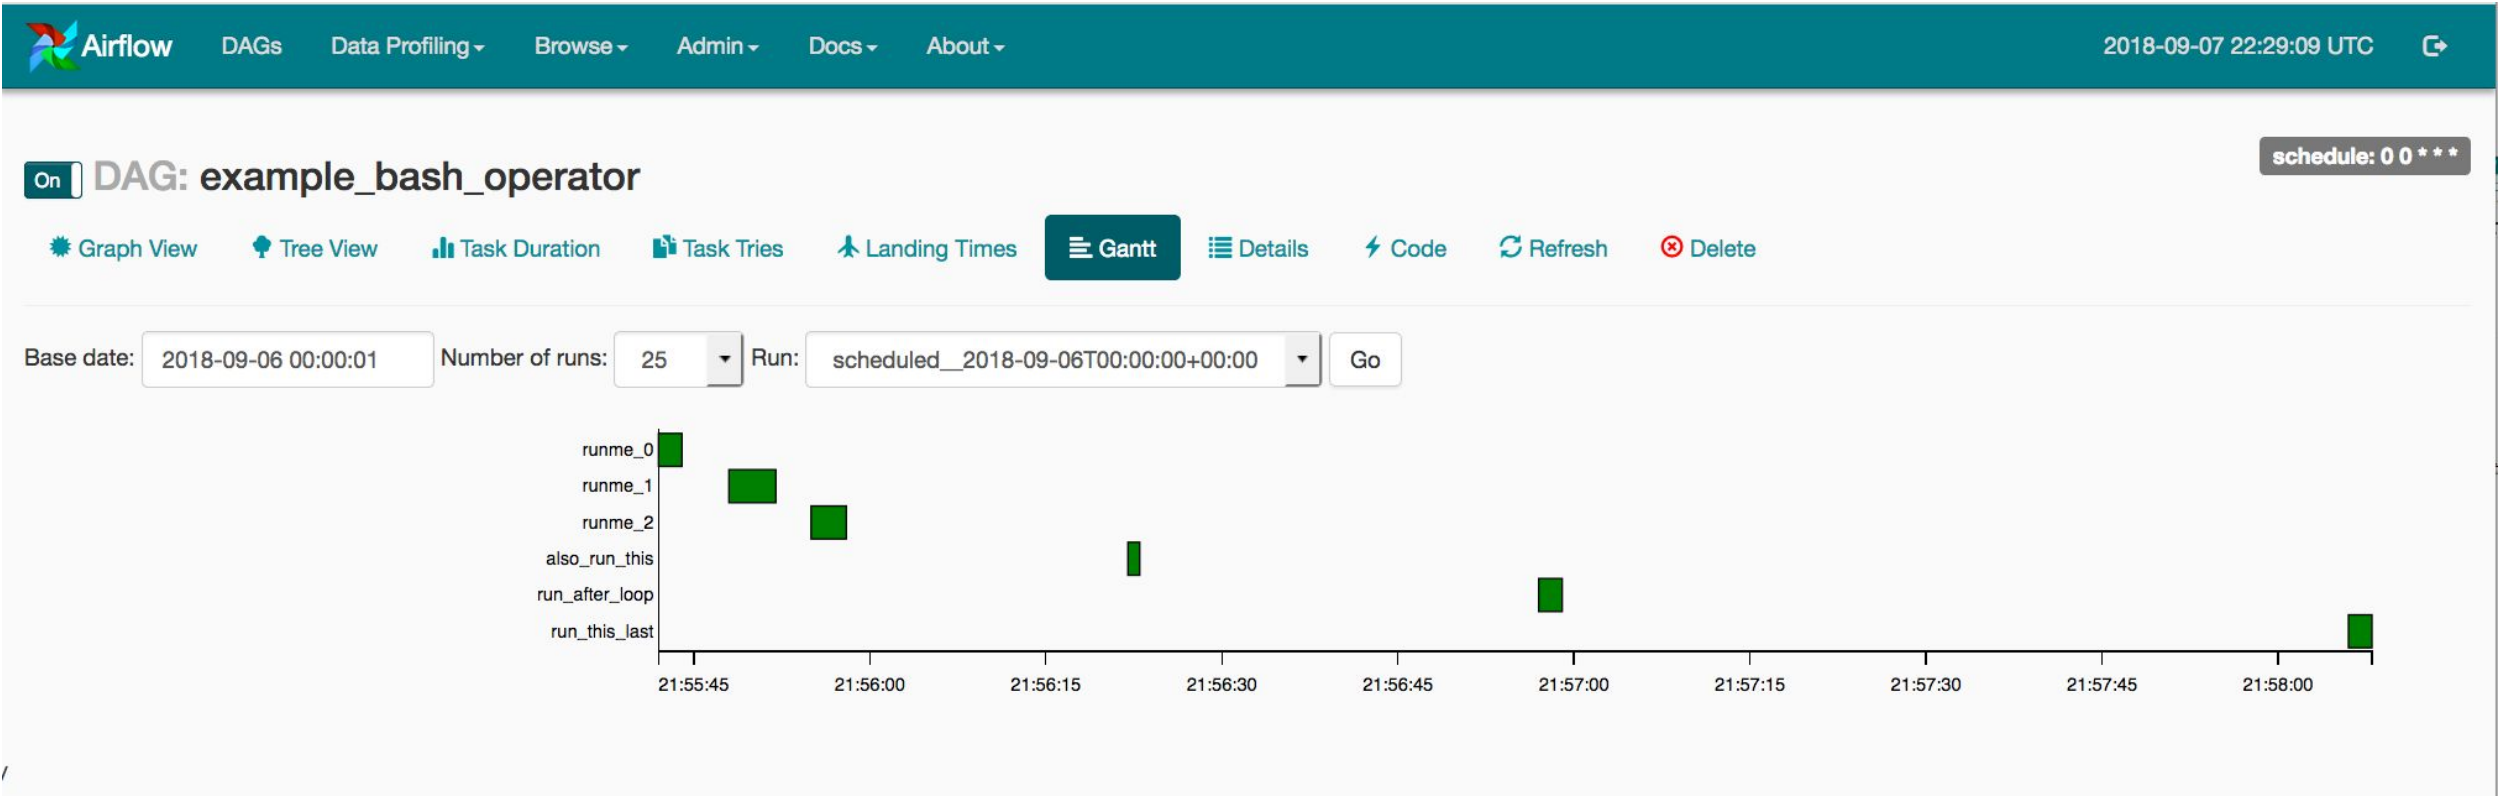 Airflow DAGs Data Profiling Browse Admin Docs About 2018-09-07 22:29:09 UTC
schedule: 0 0 * * *
On DAG: example_bash_operator
Graph View Tree View Task Duration Task Tries Landing Times Gantt Details Code Refresh Delete
Base date: 2018-09-06 00:00:01 Number of runs: 25 Run: scheduled__2018-09-06T00:00:00+00:00 Go
runme_0
runme_1
runme_2
also_run_this
run_after_loop
run_this_last
21:55:45 21:56:00 21:56:15 21:56:30 21:56:45 21:57:00 21:57:15 21:57:30 21:57:45 21:58:00
/